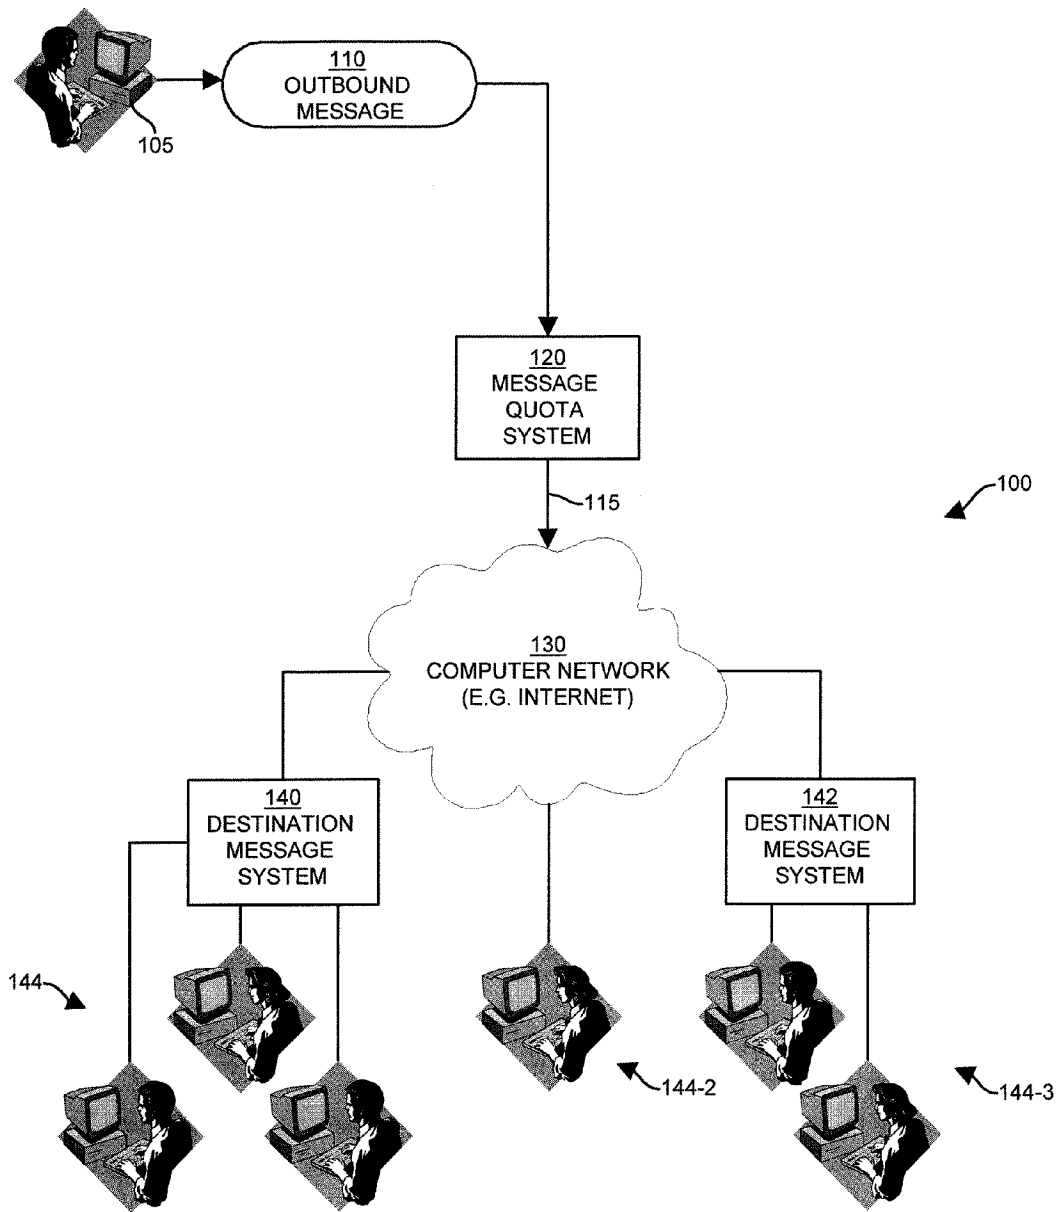 110
OUTBOUND
MESSAGE
105
120
MESSAGE
QUOTA
SYSTEM
115
100
130
COMPUTER NETWORK
(E.G. INTERNET)
140
DESTINATION
MESSAGE
SYSTEM
142
DESTINATION
MESSAGE
SYSTEM
144
144-2
144-3